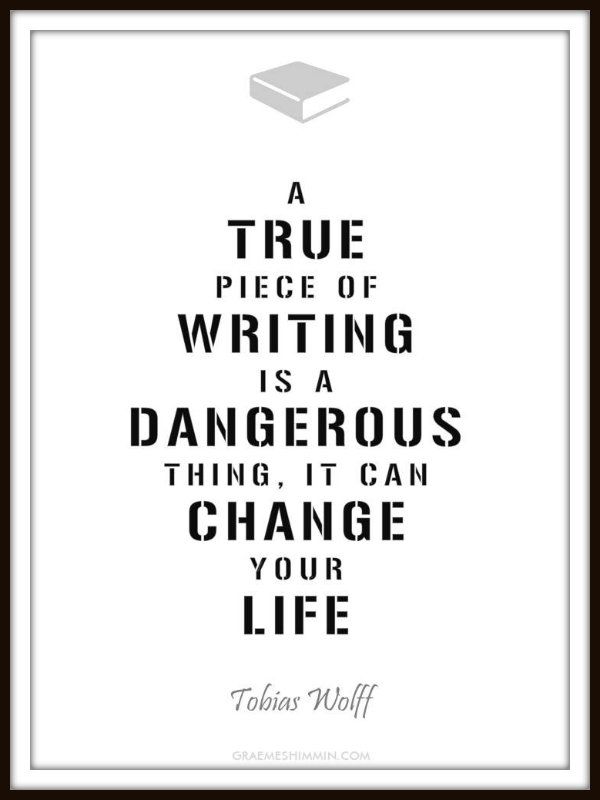 A
TRUE
PIECE OF
WRITING
IS A
DANGEROUS
THING, IT CAN
CHANGE
YOUR
LIFE
Tobias Wolff
GRAEMESHIMMIN.COM